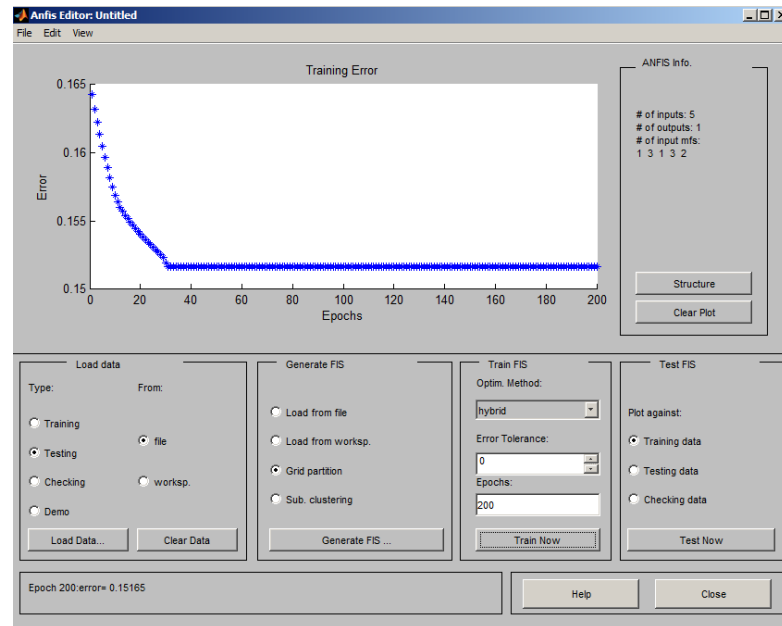 Anfis Editor: Untitled
File Edit View
Training Error
0.165
0.16
0.155
0.15
Error
0 20 40 60 80 100 120 140 160 180 200
Epochs
ANFIS Info.
# of inputs: 5
# of outputs: 1
# of input mfs:
1 3 1 3 2
Structure
Clear Plot
Load data
Type: From:
Training
file
Testing
Checking
worksp.
Demo
Load Data... Clear Data
Generate FIS
Load from file
Load from worksp.
Grid partition
Sub. clustering
Generate FIS ...
Train FIS
Optim. Method:
hybrid
Error Tolerance:
0
Epochs:
200
Train Now
Test FIS
Plot against:
Training data
Testing data
Checking data
Test Now
Epoch 200:error= 0.15165
Help Close